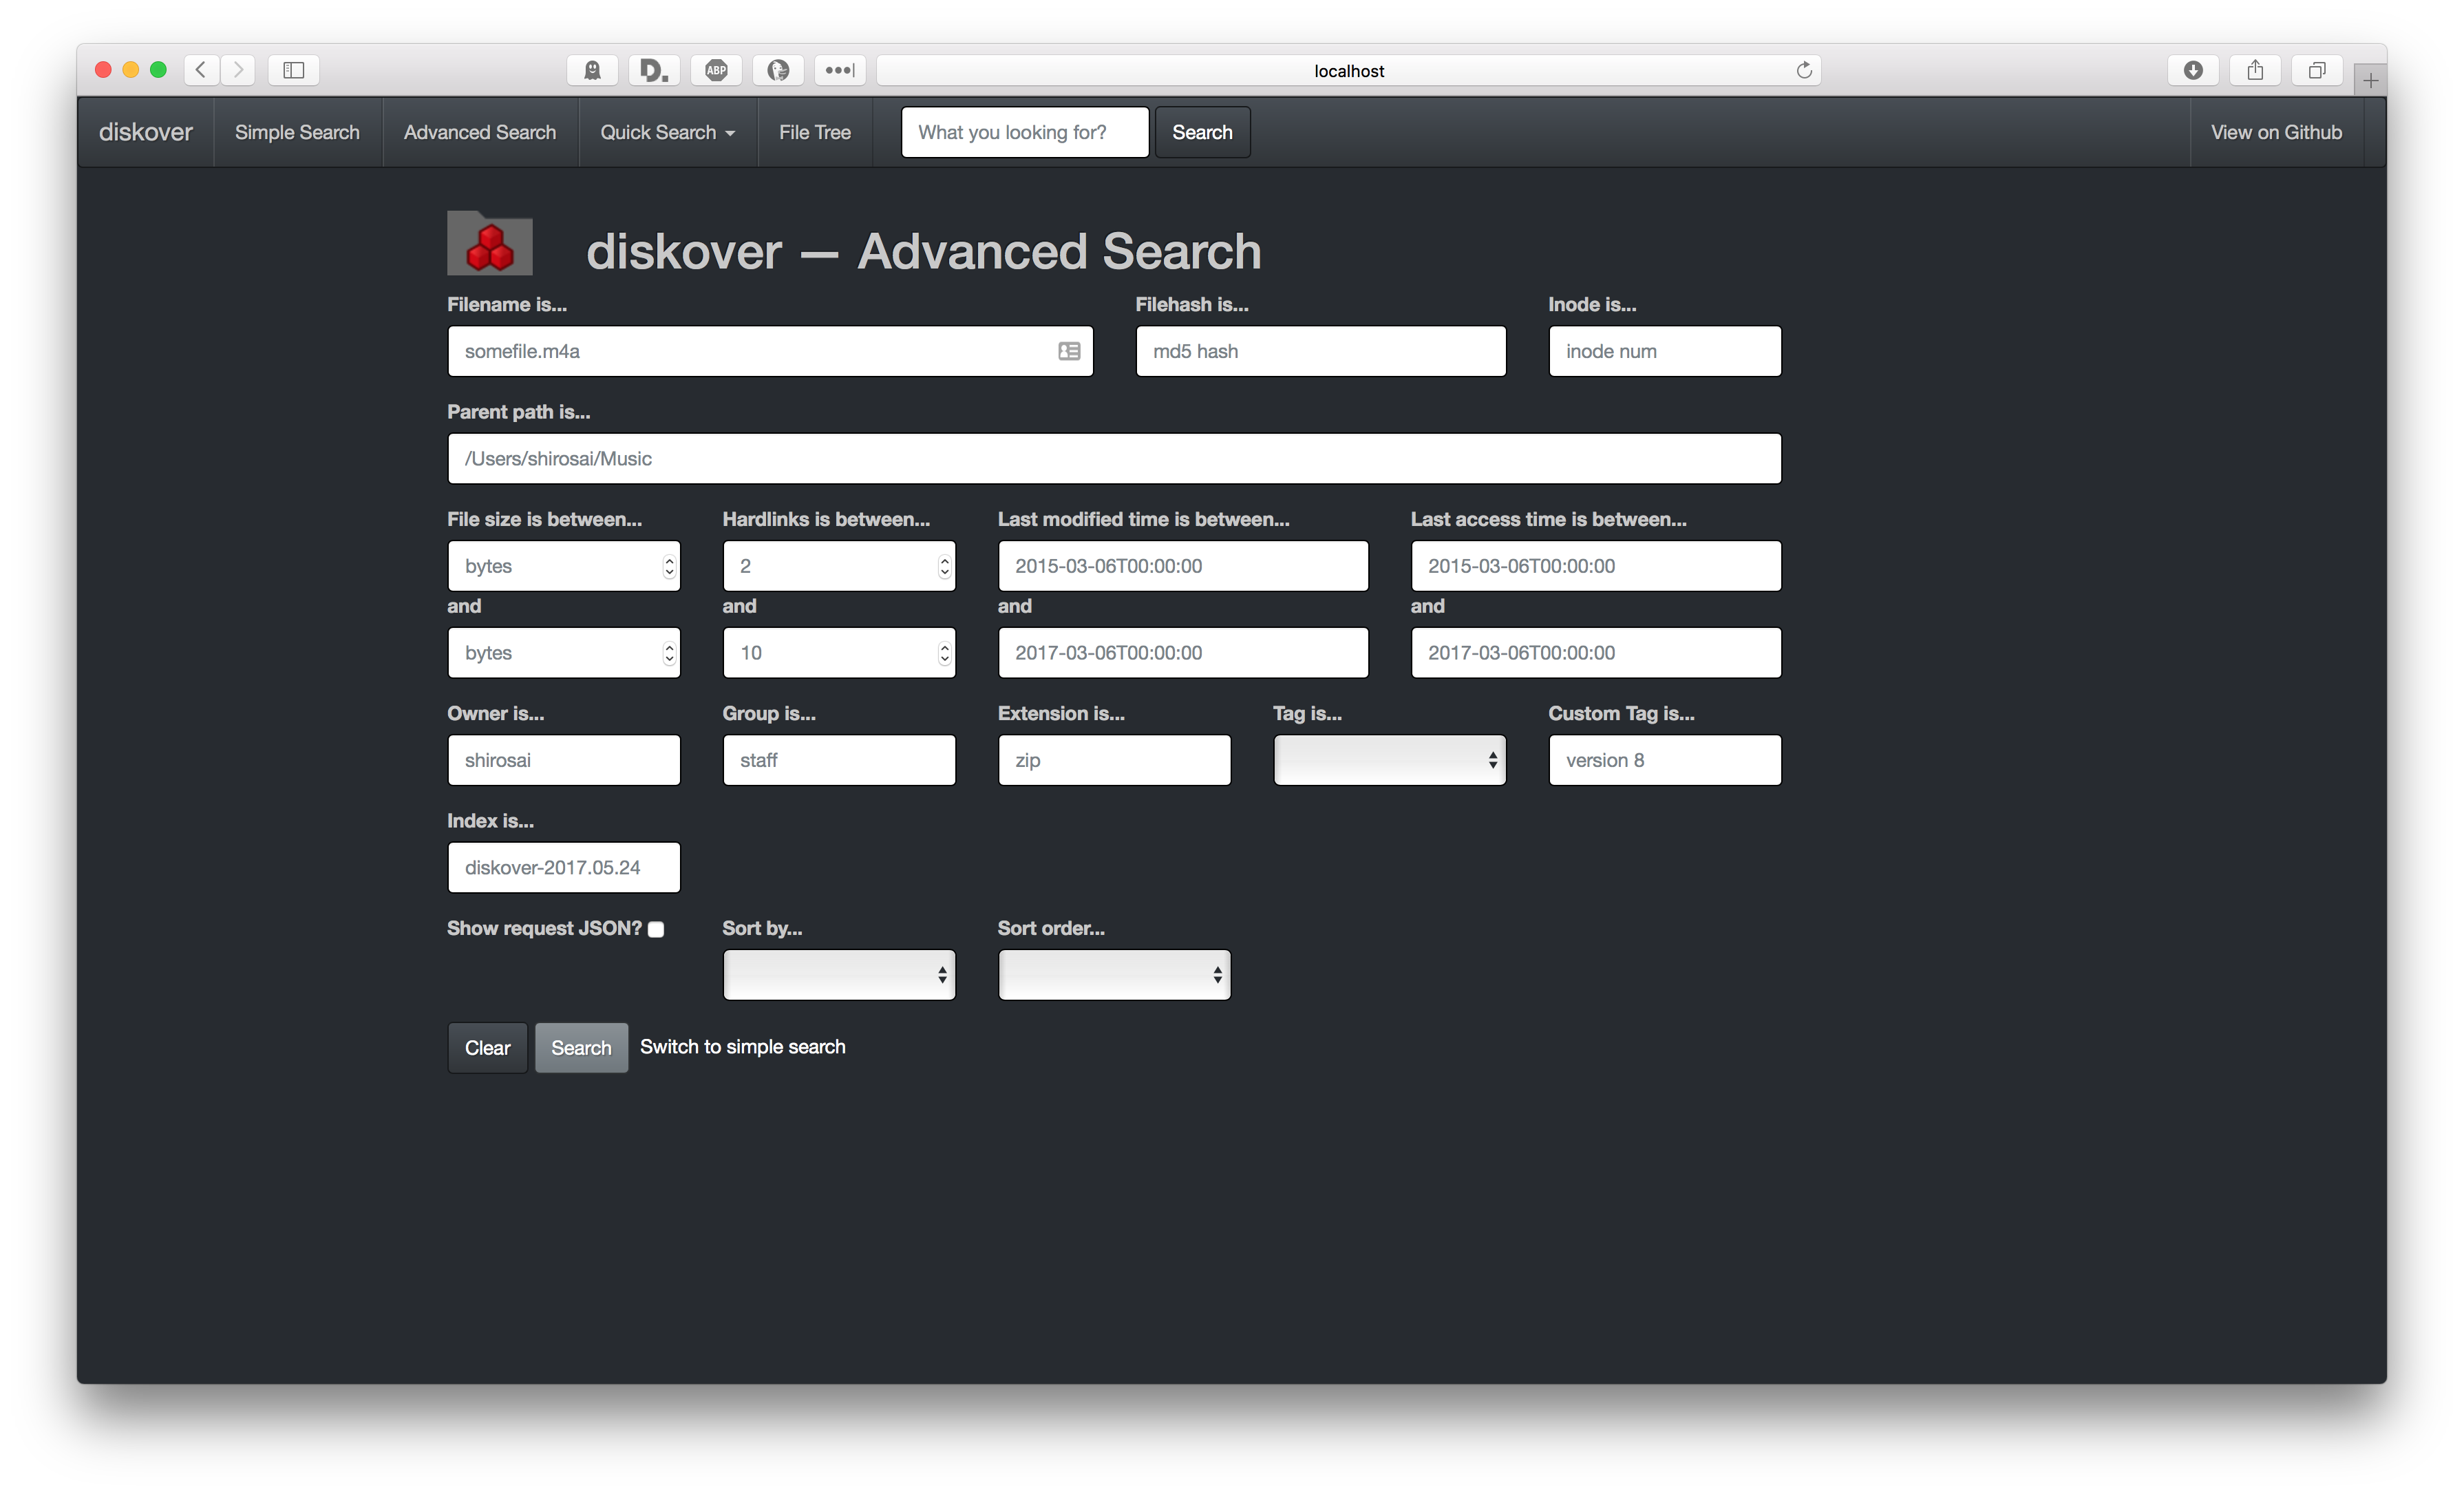 D. ABP localhost
diskover Simple Search Advanced Search Quick Search File Tree What you looking for? Search View on Github
diskover — Advanced Search
Filename is... Filehash is... Inode is...
somefile.m4a md5 hash inode num
Parent path is...
/Users/shirosai/Music
File size is between... Hardlinks is between... Last modified time is between... Last access time is between...
bytes 2 2015-03-06T00:00:00 2015-03-06T00:00:00
and and and and
bytes 10 2017-03-06T00:00:00 2017-03-06T00:00:00
Owner is... Group is... Extension is... Tag is... Custom Tag is...
shirosai staff zip version 8
Index is...
diskover-2017.05.24
Show request JSON? Sort by... Sort order...
Clear Search Switch to simple search